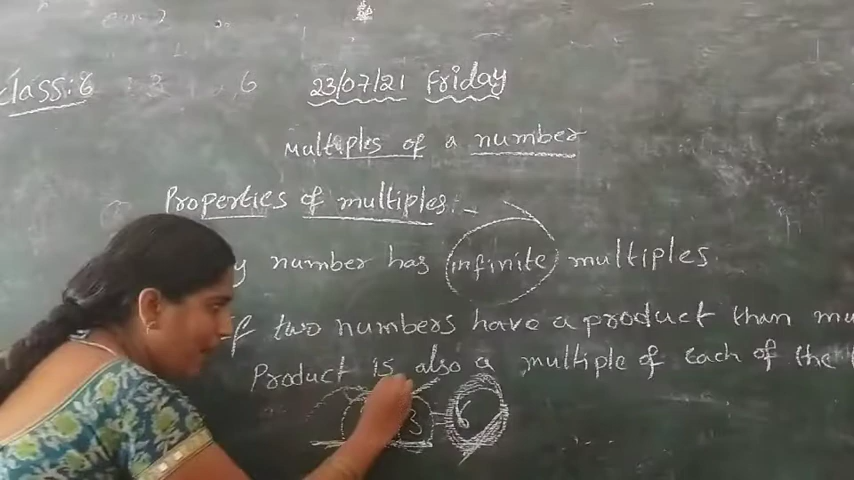 Class: 6
23/07/21 Friday
Multiples of a number
Properties of multiples:-
y number has infinite multiples.
f two numbers have a product than mu
Product is also a multiple of each of the
3 = 6